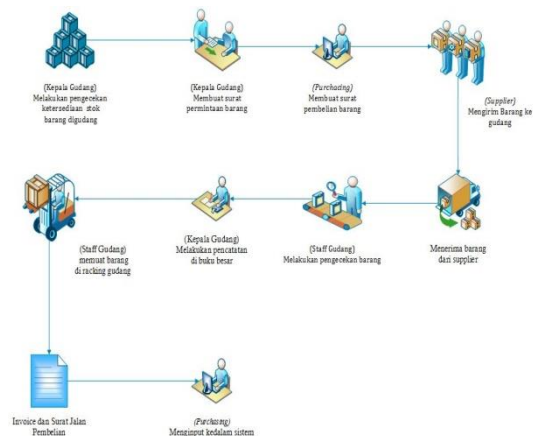 (Kepala Gudang)
Melakukan pengecekan
ketersediaan stok
barang digudang
(Kepala Gudang)
Membuat surat
permintaan barang
(Purchasing)
Membuat surat
pembelian barang
(Supplier)
Mengirim Barang ke
gudang
(Staff Gudang)
memuat barang
di racking gudang
(Kepala Gudang)
Melakukan pencatatan
di buku besar
(Staff Gudang)
Melakukan pengecekan barang
Menerima barang
dari supplier
Invoice dan Surat Jalan
Pembelian
(Purchasing)
Menginput kedalam sistem